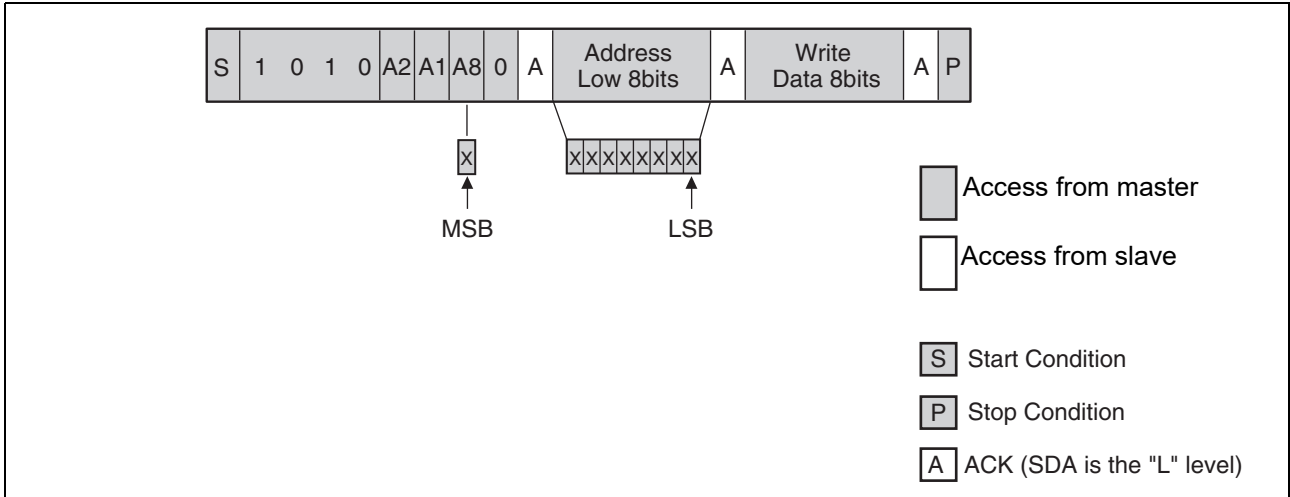 S 1 0 1 0 A2 A1 A8 0 A Address Low 8bits A Write Data 8bits A P
X XXXXXXXX
MSB LSB
Access from master
Access from slave
S Start Condition
P Stop Condition
A ACK (SDA is the "L" level)